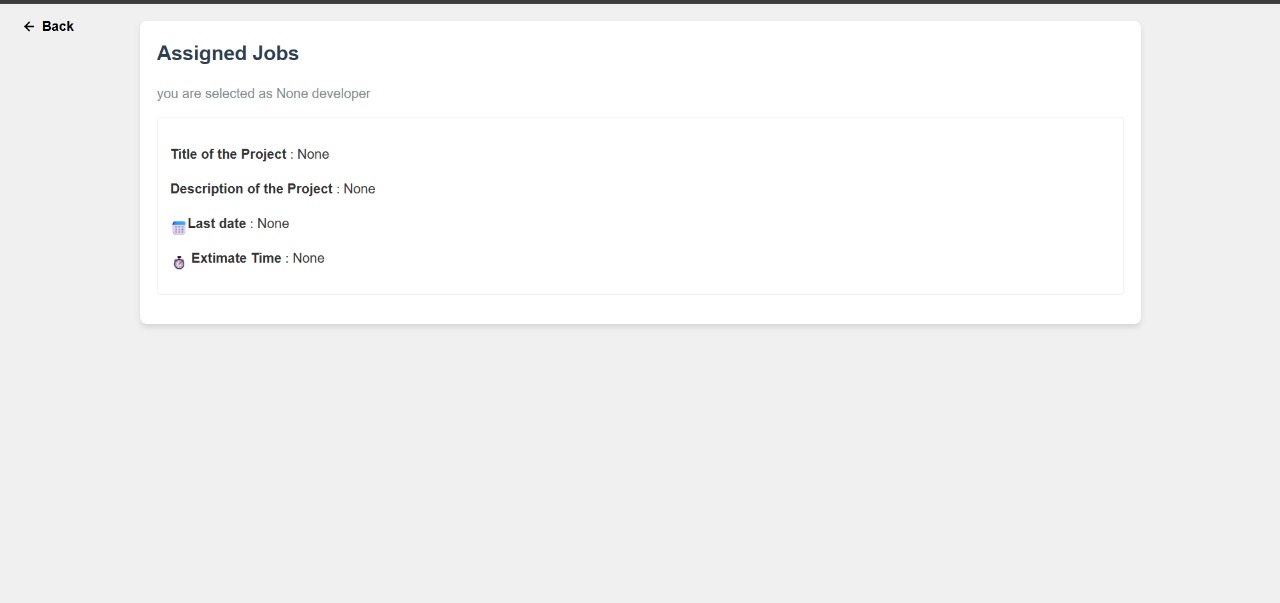 Back
Assigned Jobs
you are selected as None developer
Title of the Project : None
Description of the Project : None
Last date : None
Extimate Time : None